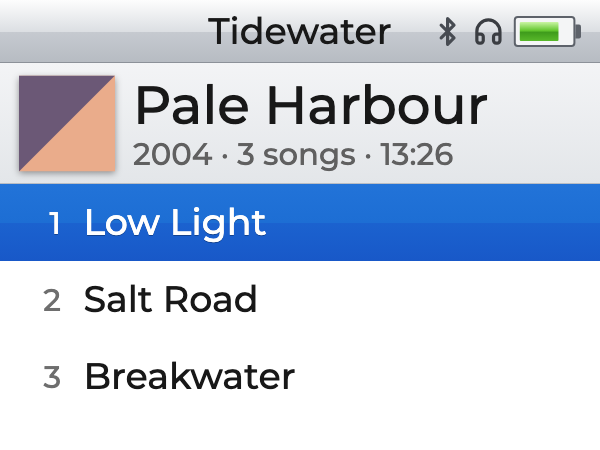 Tidewater
Pale Harbour
2004 · 3 songs · 13:26
1 Low Light
2 Salt Road
3 Breakwater